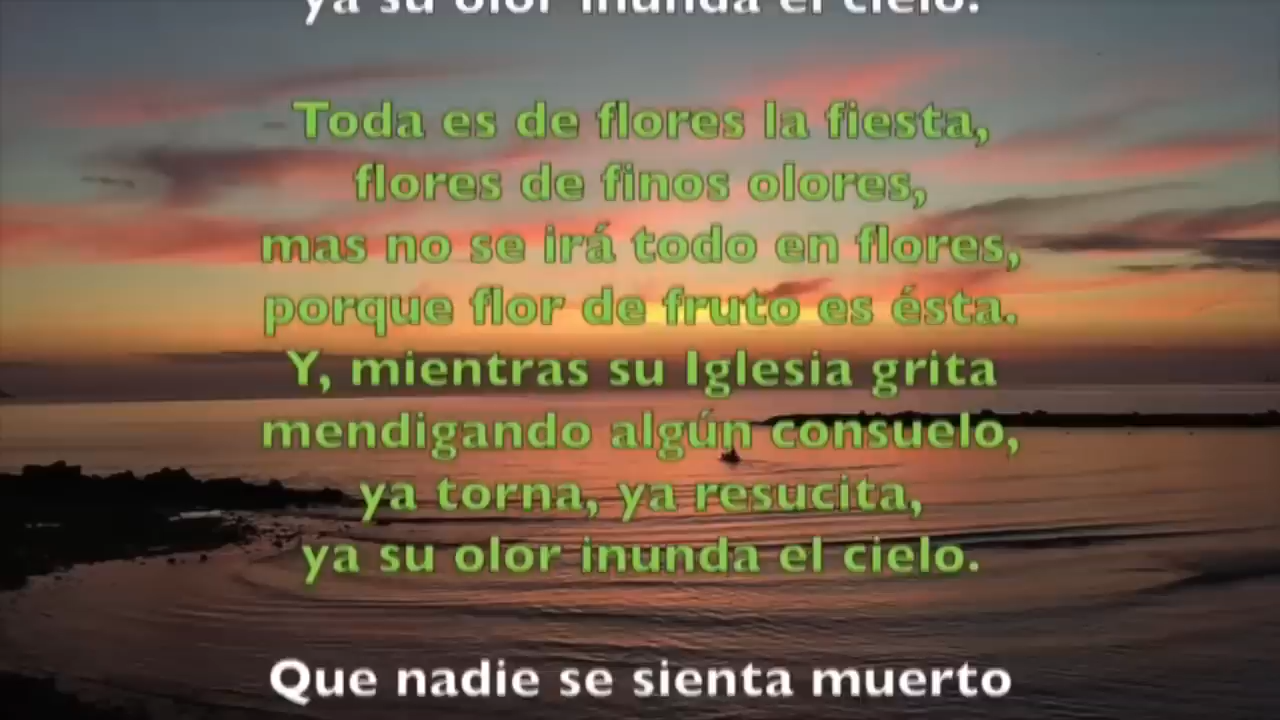 ya su olor inunda el cielo.
Toda es de flores la fiesta,
flores de finos olores,
mas no se irá todo en flores,
porque flor de fruto es ésta.
Y, mientras su Iglesia grita
mendigando algún consuelo,
ya torna, ya resucita,
ya su olor inunda el cielo.
Que nadie se sienta muerto